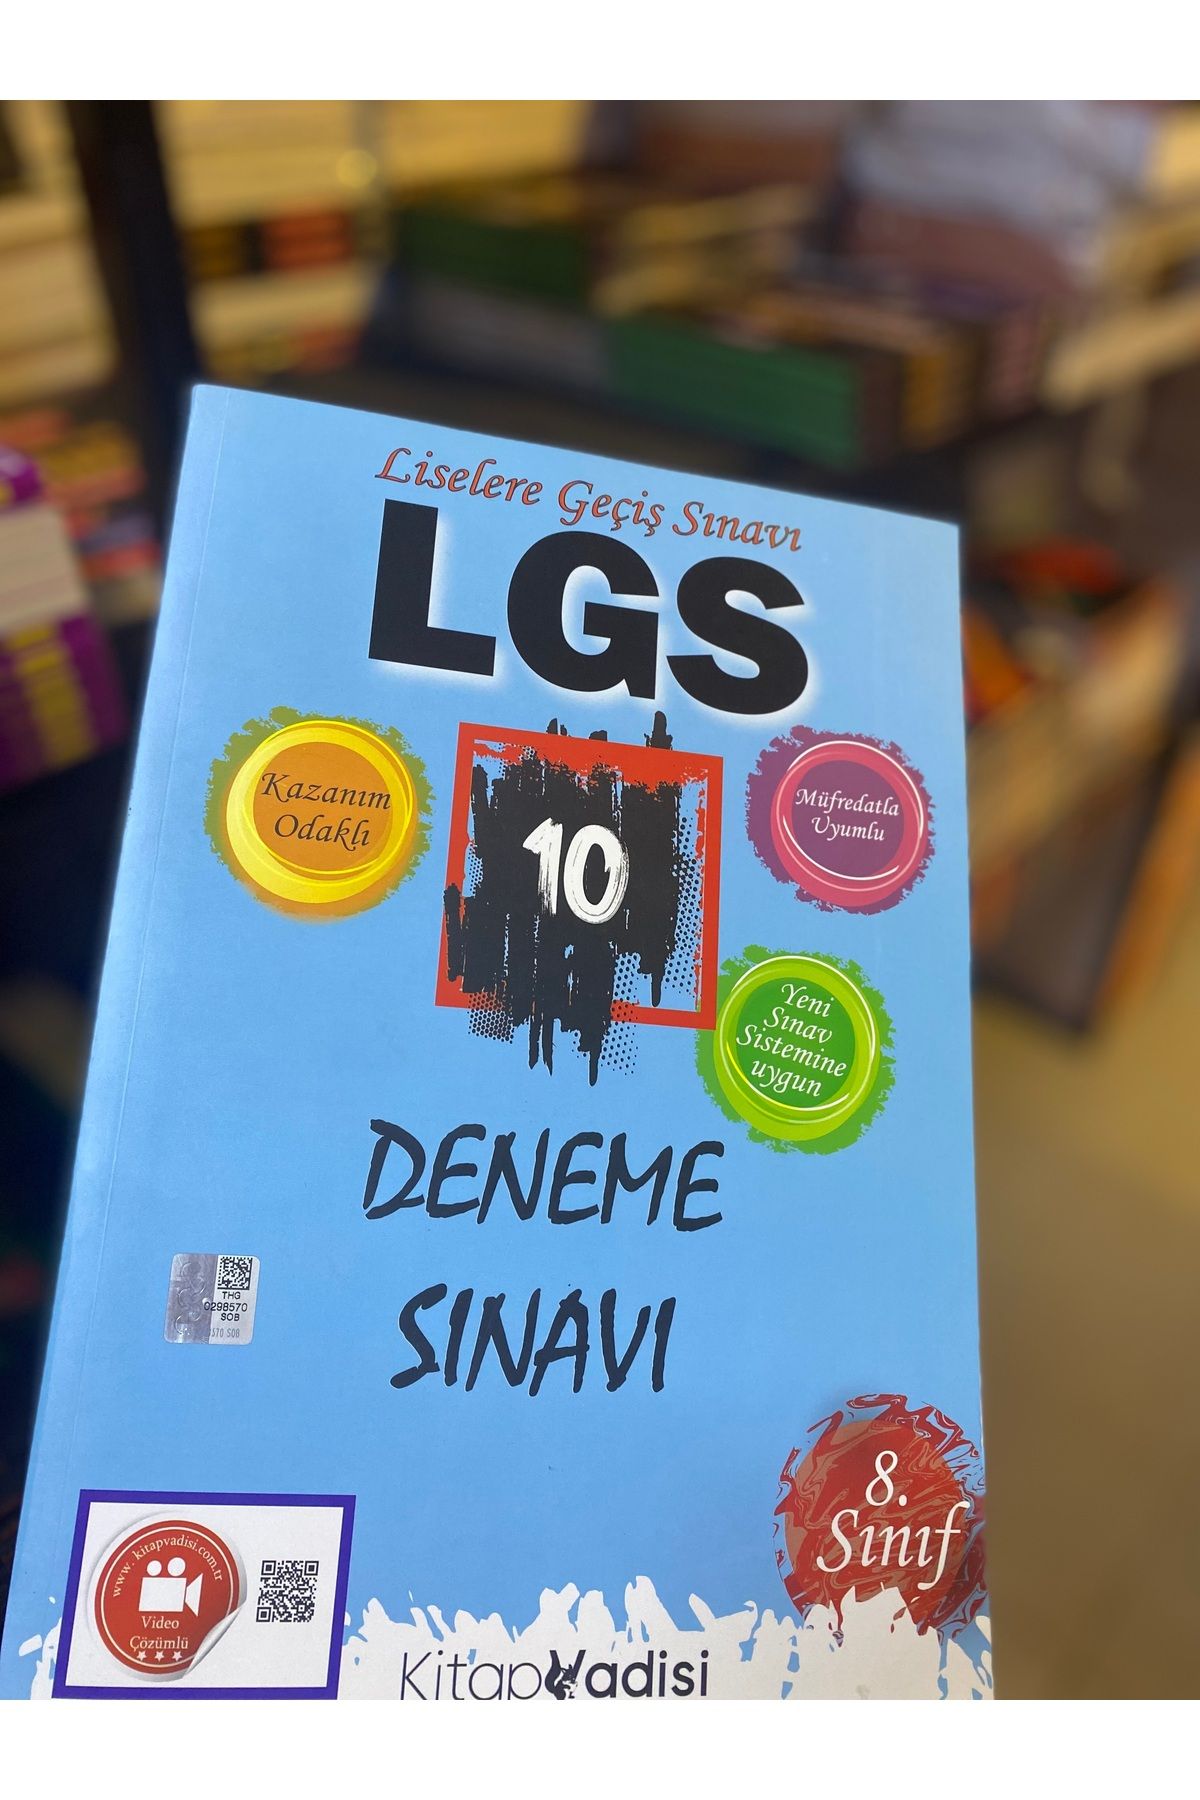 Liselere Geçiş Sınavı
LGS
Kazanım
Odaklı
10
Müfredatla
Uyumlu
Yeni
Sınav
Sistemine
uygun
DENEME
SINAVI
THG
0298570
SOB
8.
Sınıf
www.kitapvadisi.com.tr
Video
Çözümlü
KitapVadisi